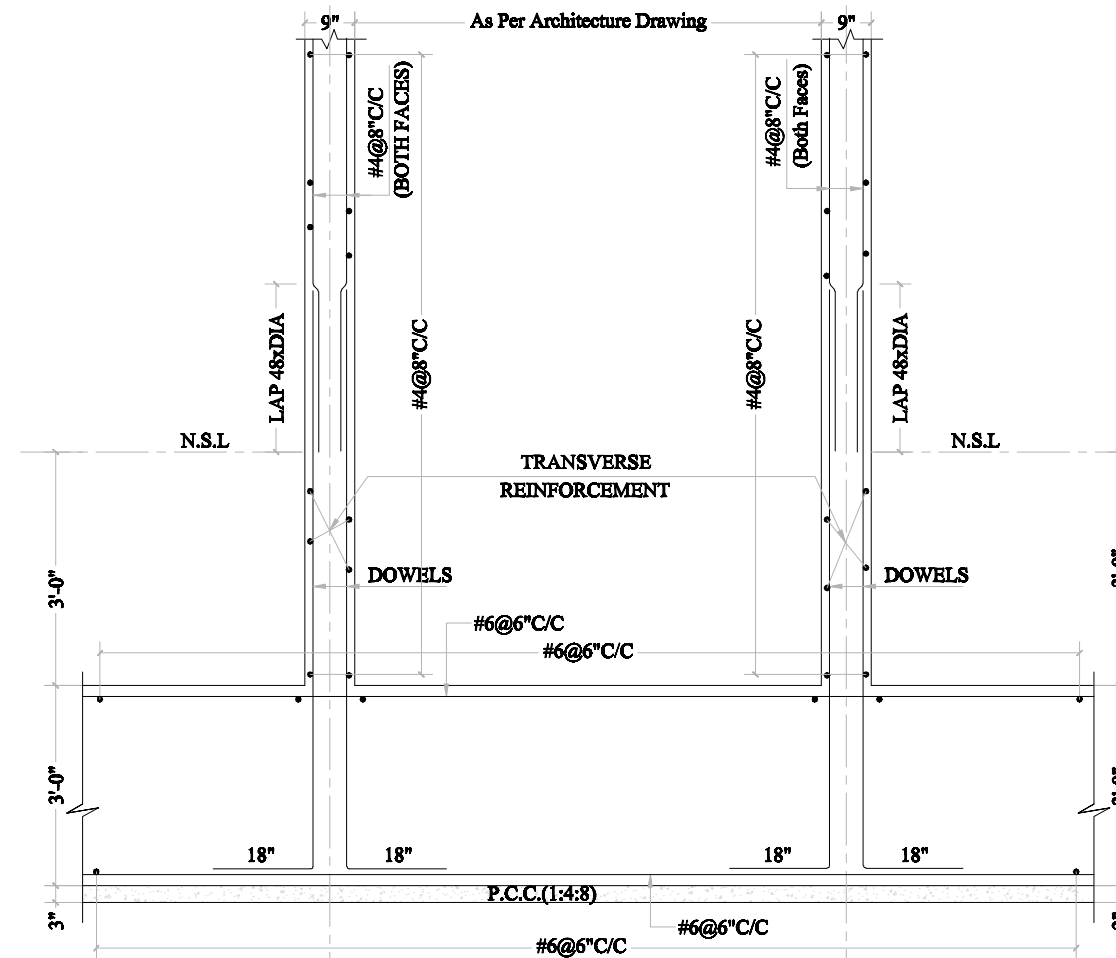 9" As Per Architecture Drawing 9"
#4@8"C/C
(BOTH FACES)
#4@8"C/C
(Both Faces)
LAP 48xDIA
#4@8"C/C
#4@8"C/C
LAP 48xDIA
N.S.L
N.S.L
TRANSVERSE
REINFORCEMENT
3'-0"
DOWELS
DOWELS
#6@6"C/C
#6@6"C/C
3'-0"
18"
18"
18"
18"
P.C.C.(1:4:8)
3"
#6@6"C/C
#6@6"C/C